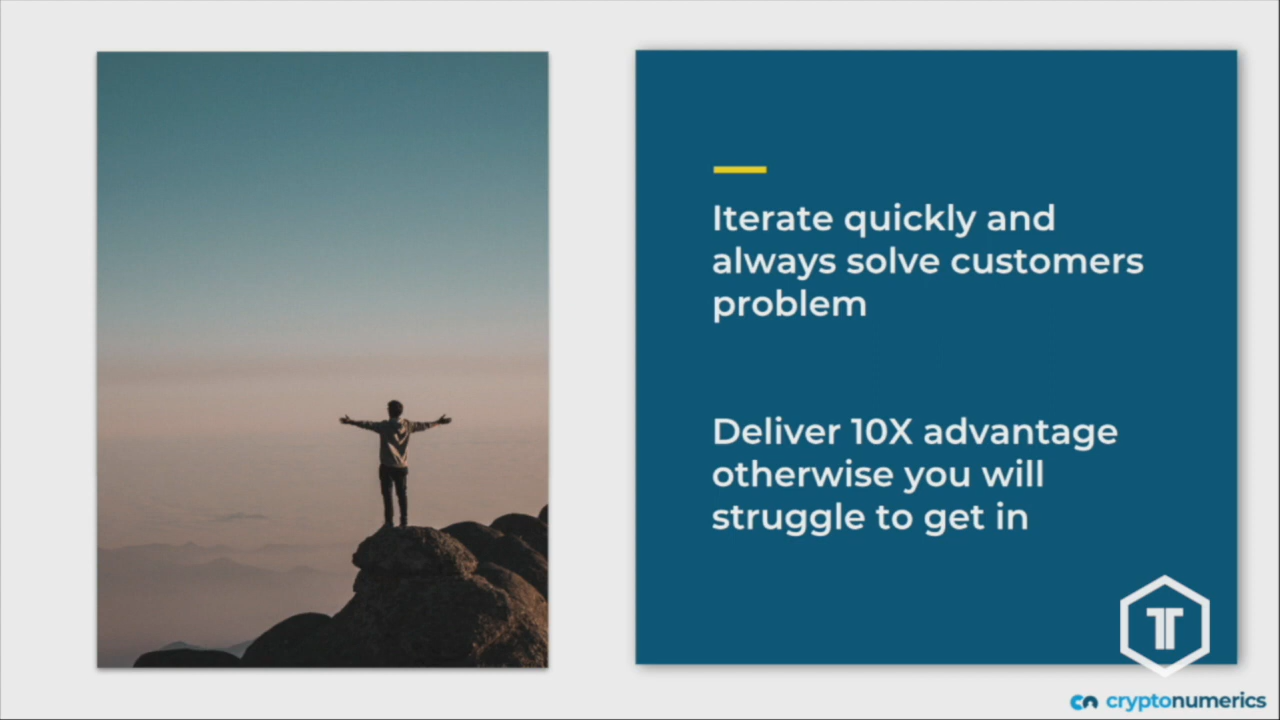 Iterate quickly and
always solve customers
problem
Deliver 10X advantage
otherwise you will
struggle to get in
cryptonumerics